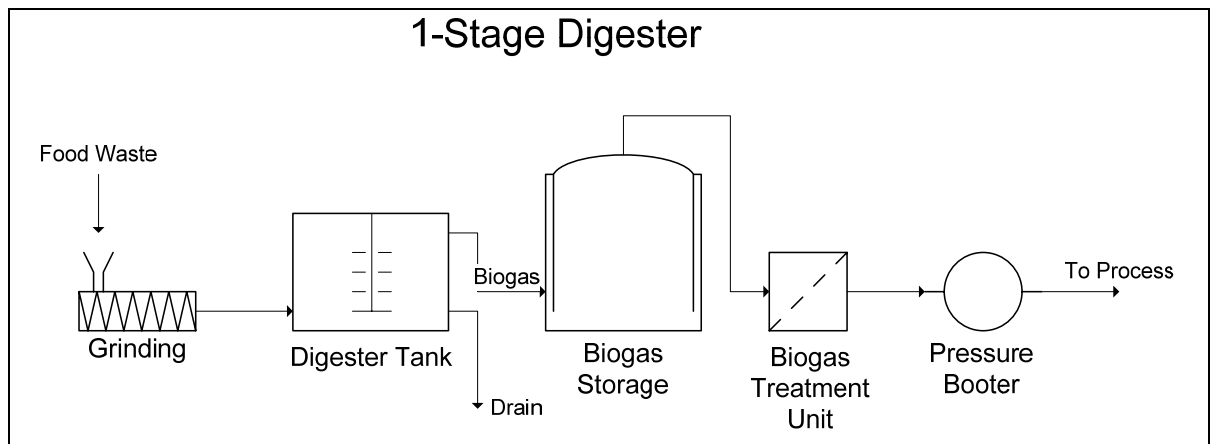 1-Stage Digester
Food Waste
Grinding
Digester Tank
Biogas
Drain
Biogas
Storage
Biogas
Treatment
Unit
Pressure
Booter
To Process